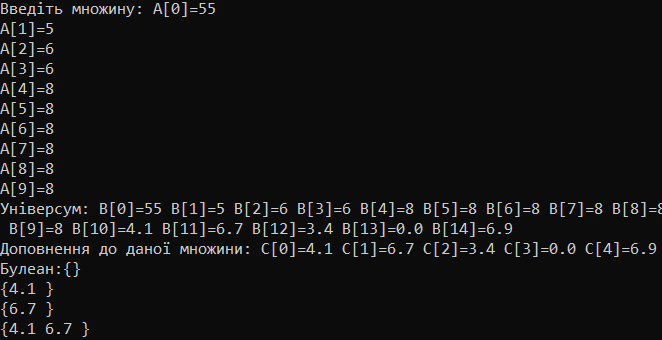 Введіть множину: A[0]=55
A[1]=5
A[2]=6
A[3]=6
A[4]=8
A[5]=8
A[6]=8
A[7]=8
A[8]=8
A[9]=8
Універсум: B[0]=55 B[1]=5 B[2]=6 B[3]=6 B[4]=8 B[5]=8 B[6]=8 B[7]=8 B[8]=8
B[9]=8 B[10]=4.1 B[11]=6.7 B[12]=3.4 B[13]=0.0 B[14]=6.9
Доповнення до даної множини: C[0]=4.1 C[1]=6.7 C[2]=3.4 C[3]=0.0 C[4]=6.9
Булеан:{}
{4.1 }
{6.7 }
{4.1 6.7 }